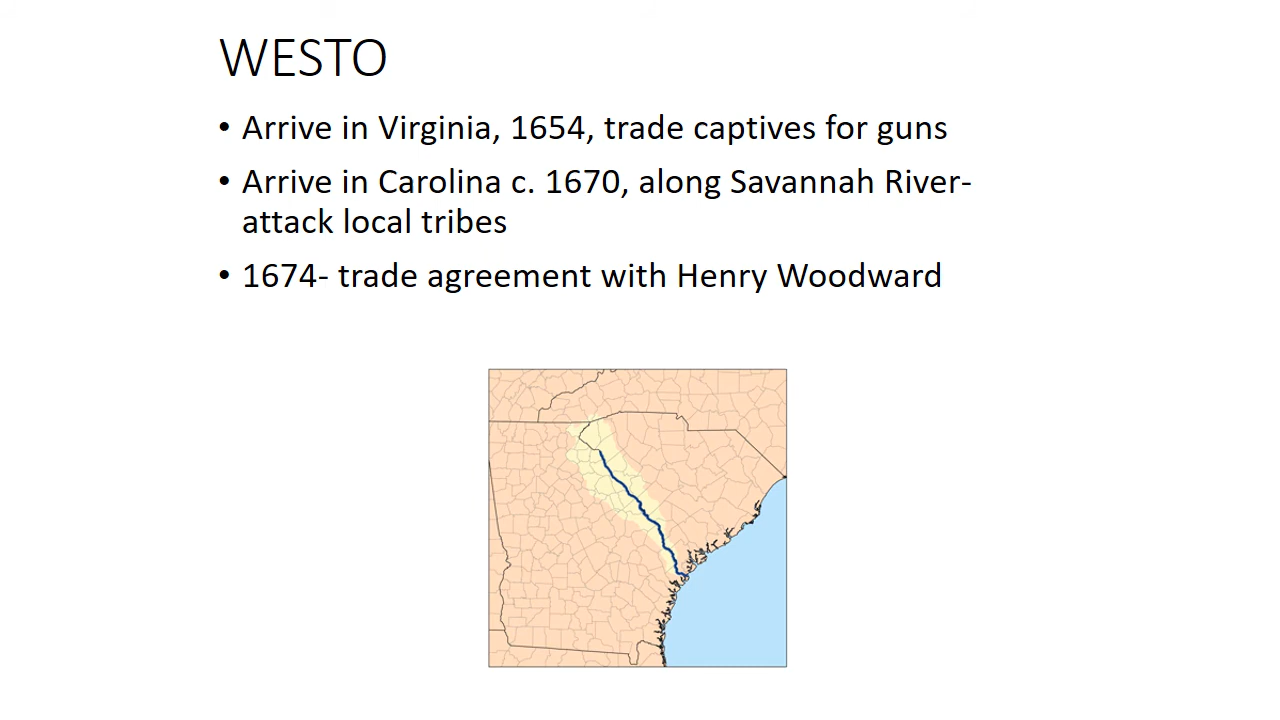 WESTO
• Arrive in Virginia, 1654, trade captives for guns
• Arrive in Carolina c. 1670, along Savannah River-
attack local tribes
• 1674- trade agreement with Henry Woodward